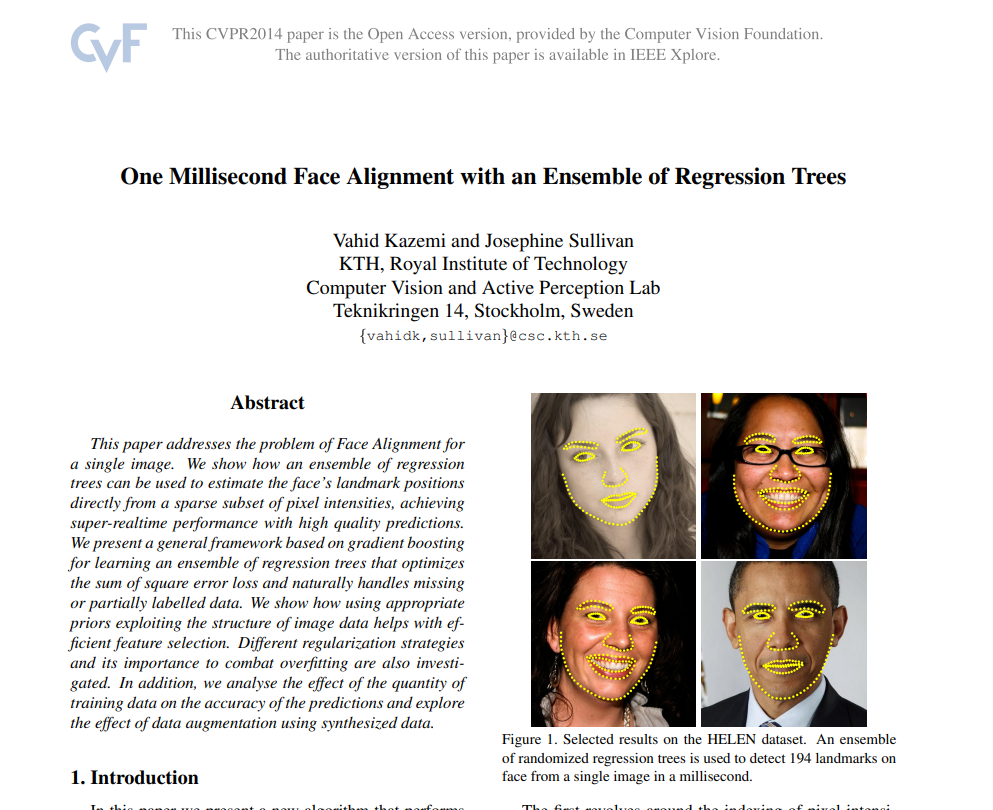 CVF
This CVPR2014 paper is the Open Access version, provided by the Computer Vision Foundation.
The authoritative version of this paper is available in IEEE Xplore.
One Millisecond Face Alignment with an Ensemble of Regression Trees
Vahid Kazemi and Josephine Sullivan
KTH, Royal Institute of Technology
Computer Vision and Active Perception Lab
Teknikringen 14, Stockholm, Sweden
{vahidk,sullivan}@csc.kth.se
Abstract
This paper addresses the problem of Face Alignment for
a single image. We show how an ensemble of regression
trees can be used to estimate the face's landmark positions
directly from a sparse subset of pixel intensities, achieving
super-realtime performance with high quality predictions.
We present a general framework based on gradient boosting
for learning an ensemble of regression trees that optimizes
the sum of square error loss and naturally handles missing
or partially labelled data. We show how using appropriate
priors exploiting the structure of image data helps with ef-
ficient feature selection. Different regularization strategies
and its importance to combat overfitting are also investi-
gated. In addition, we analyse the effect of the quantity of
training data on the accuracy of the predictions and explore
the effect of data augmentation using synthesized data.
1. Introduction
In this paper we present a new algorithm that performs
Figure 1. Selected results on the HELEN dataset. An ensemble
of randomized regression trees is used to detect 194 landmarks on
face from a single image in a millisecond.
The first revolves around the indexing of pixel intensi-